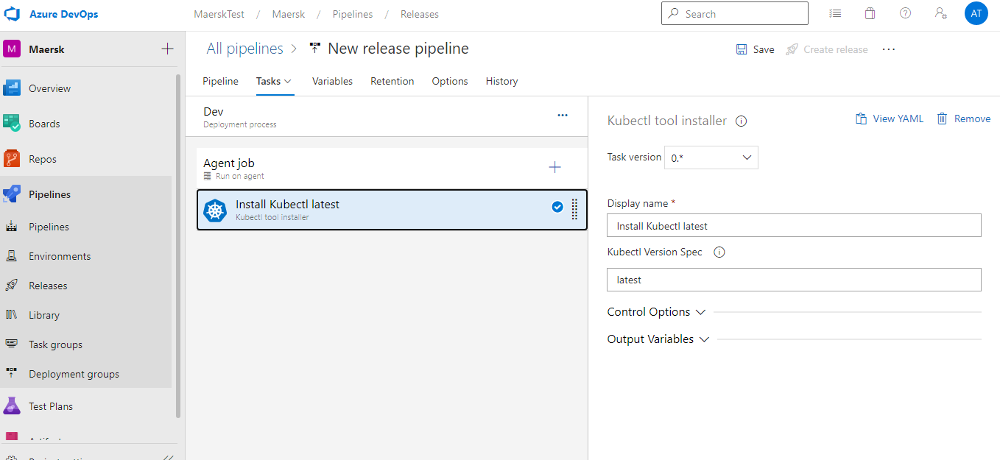 Azure DevOps
MaerskTest / Maersk / Pipelines / Releases
Search
AT
M Maersk
Overview
Boards
Repos
Pipelines
Pipelines
Environments
Releases
Library
Task groups
Deployment groups
Test Plans
All pipelines > New release pipeline
Save
Create release
Pipeline Tasks Variables Retention Options History
Dev
Deployment process
Agent job
Run on agent
Install Kubectl latest
Kubectl tool installer
Kubectl tool installer
View YAML
Remove
Task version 0.*
Display name *
Install Kubectl latest
Kubectl Version Spec
latest
Control Options
Output Variables